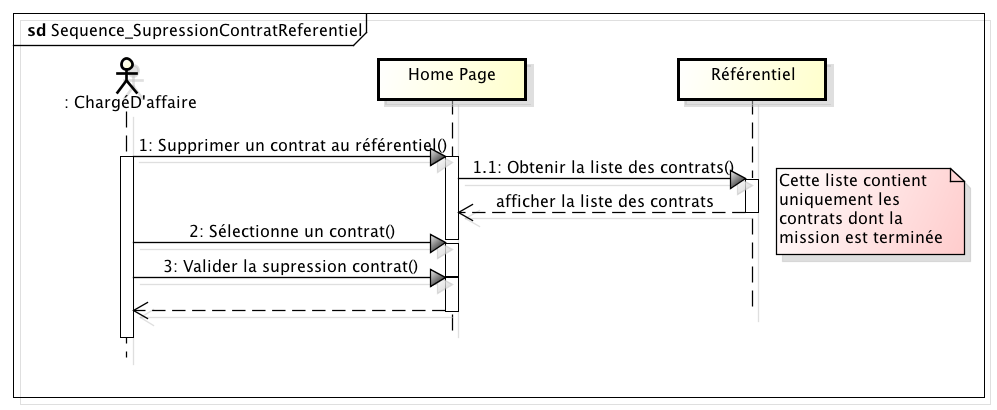 sd Sequence_SupressionContratReferentiel
: ChargéD'affaire
Home Page
Référentiel
1: Supprimer un contrat au référentiel()
1.1: Obtenir la liste des contrats()
afficher la liste des contrats
Cette liste contient
uniquement les
contrats dont la
mission est terminée
2: Sélectionne un contrat()
3: Valider la supression contrat()